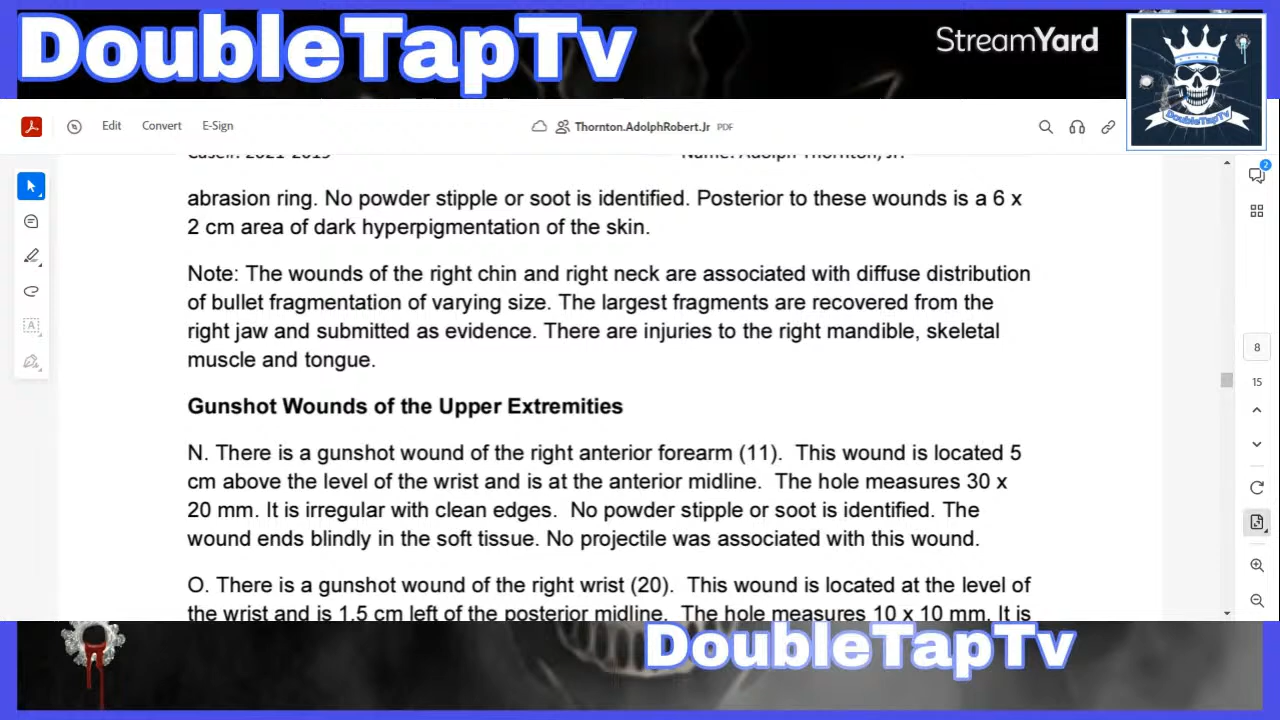 DoubleTapTv
StreamYard
DoubleTapTv
Edit
Convert
E-Sign
Thornton.AdolphRobert.Jr PDF
2
Case#: 2021-2019
Name: Adolph Thornton, Jr.
abrasion ring. No powder stipple or soot is identified. Posterior to these wounds is a 6 x
2 cm area of dark hyperpigmentation of the skin.
Note: The wounds of the right chin and right neck are associated with diffuse distribution
of bullet fragmentation of varying size. The largest fragments are recovered from the
right jaw and submitted as evidence. There are injuries to the right mandible, skeletal
muscle and tongue.
8
15
Gunshot Wounds of the Upper Extremities
N. There is a gunshot wound of the right anterior forearm (11). This wound is located 5
cm above the level of the wrist and is at the anterior midline. The hole measures 30 x
20 mm. It is irregular with clean edges. No powder stipple or soot is identified. The
wound ends blindly in the soft tissue. No projectile was associated with this wound.
O. There is a gunshot wound of the right wrist (20). This wound is located at the level of
the wrist and is 1.5 cm left of the posterior midline. The hole measures 10 x 10 mm. It is
DoubleTapTv